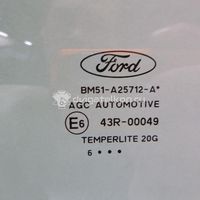 Ford
BM51-A25712-A*
AGC AUTOMOTIVE
E6 43R-00049
TEMPERLITE 20G
6 • • •